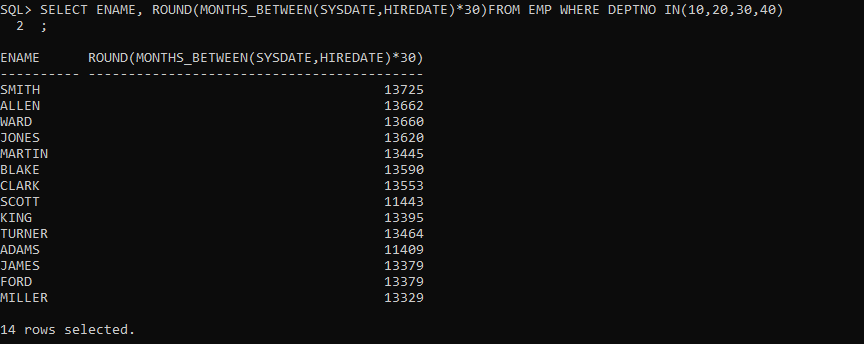 SQL> SELECT ENAME, ROUND(MONTHS_BETWEEN(SYSDATE,HIREDATE)*30)FROM EMP WHERE DEPTNO IN(10,20,30,40)
  2  ;
ENAME      ROUND(MONTHS_BETWEEN(SYSDATE,HIREDATE)*30)
---------- ------------------------------------------
SMITH                                           13725
ALLEN                                           13662
WARD                                            13660
JONES                                           13620
MARTIN                                          13445
BLAKE                                           13590
CLARK                                           13553
SCOTT                                           11443
KING                                            13395
TURNER                                          13464
ADAMS                                           11409
JAMES                                           13379
FORD                                            13379
MILLER                                          13329
14 rows selected.